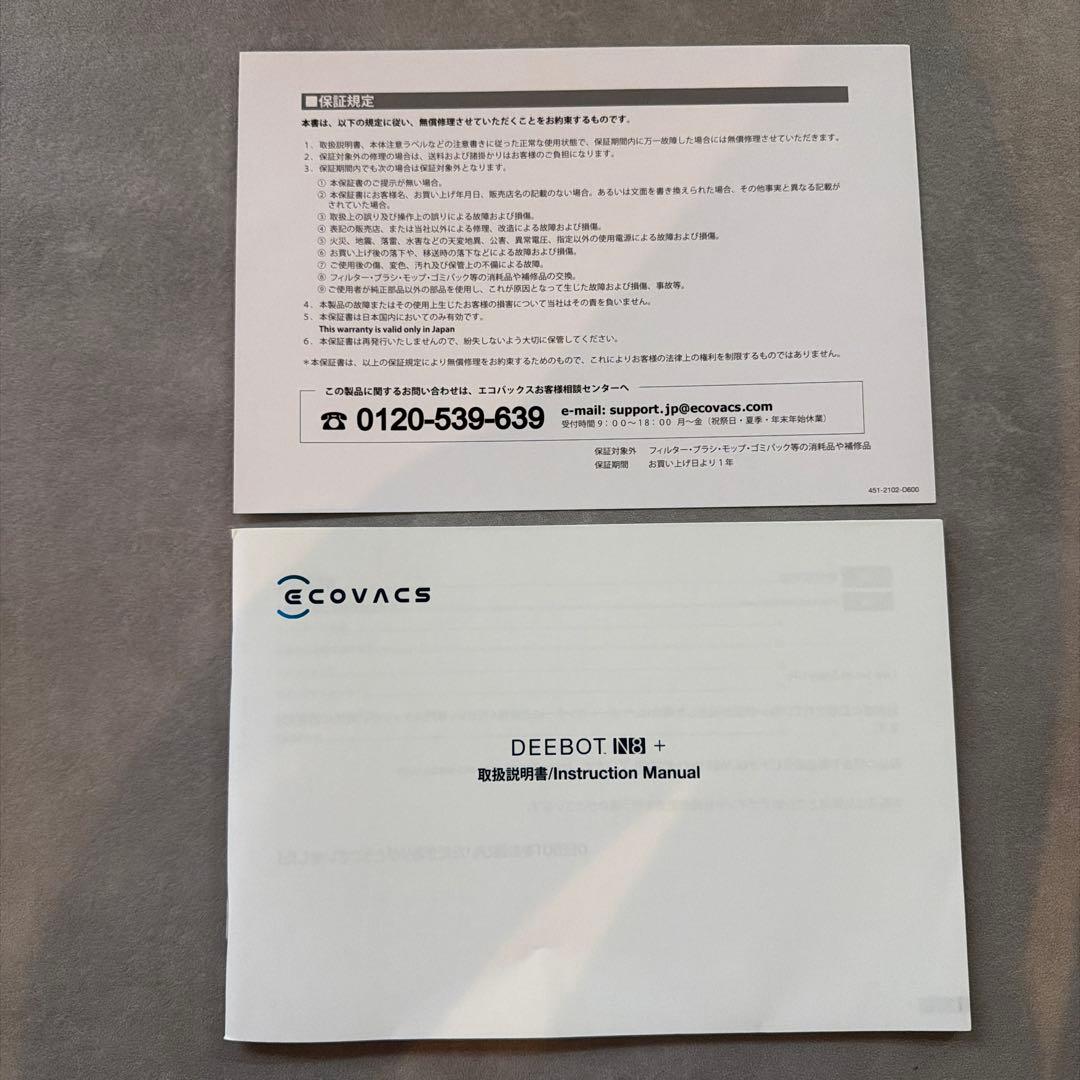 ■保証規定
本書は、以下の規定に従い、無償修理させていただくことをお約束するものです。
1、取扱説明書、本体注意ラベルなどの注意書きに従った正常な使用状態で、保証期間内に万一故障した場合には無償修理させていただきます。
2、保証対象外の修理の場合は、送料および諸掛かりはお客様のご負担になります。
3、保証期間内でも次の場合は保証対象外となります。
① 本保証書のご提示が無い場合。
② 本保証書にお客様名、お買い上げ年月日、販売店名の記載のない場合。あるいは文面を書き換えられた場合、その他事実と異なる記載が
されていた場合。
③ 取扱上の誤り及び操作上の誤りによる故障および損傷。
④ 表記の販売店、または当社以外による修理、改造による故障および損傷。
⑤ 火災、地震、落雷、水害などの天変地異、公害、異常電圧、指定以外の使用電源による故障および損傷。
⑥ お買い上げ後の落下や、移送時の落下などによる故障および損傷。
⑦ ご使用後の傷、変色、汚れ及び保管上の不備による故障。
⑧ フィルター・ブラシ・モップ・ゴミパック等の消耗品や補修品の交換。
⑨ ご使用者が純正部品以外の部品を使用し、これが原因となって生じた故障および損傷、事故等。
4、本製品の故障またはその使用上生じたお客様の損害について当社はその責を負いません。
5、本保証書は日本国内においてのみ有効です。
This warranty is valid only in Japan
6、本保証書は再発行いたしませんので、紛失しないよう大切に保管してください。
＊本保証書は、以上の保証規定により無償修理をお約束するためのもので、これによりお客様の法律上の権利を制限するものではありません。
この製品に関するお問い合わせは、エコバックスお客様相談センターへ
☎ 0120-539-639
e-mail: support.jp@ecovacs.com
受付時間 9：00〜18：00 月〜金（祝祭日・夏季・年末年始休業）
保証対象外 フィルター・ブラシ・モップ・ゴミパック等の消耗品や補修品
保証期間 お買い上げ日より1年
451-2102-D600
ECOVACS
DEEBOT N8 +
取扱説明書/Instruction Manual